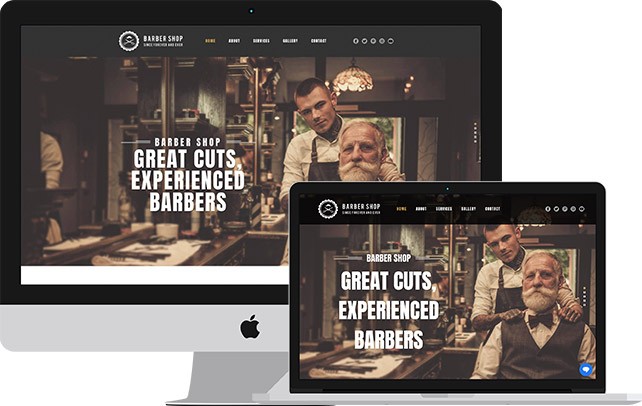 BARBER SHOP
SINCE FOREVER AND EVER
HOME ABOUT SERVICES GALLERY CONTACT
BARBER SHOP
GREAT CUTS,
EXPERIENCED
BARBERS
BARBER SHOP
SINCE FOREVER AND EVER
HOME ABOUT SERVICES GALLERY CONTACT
BARBER SHOP
GREAT CUTS,
EXPERIENCED
BARBERS